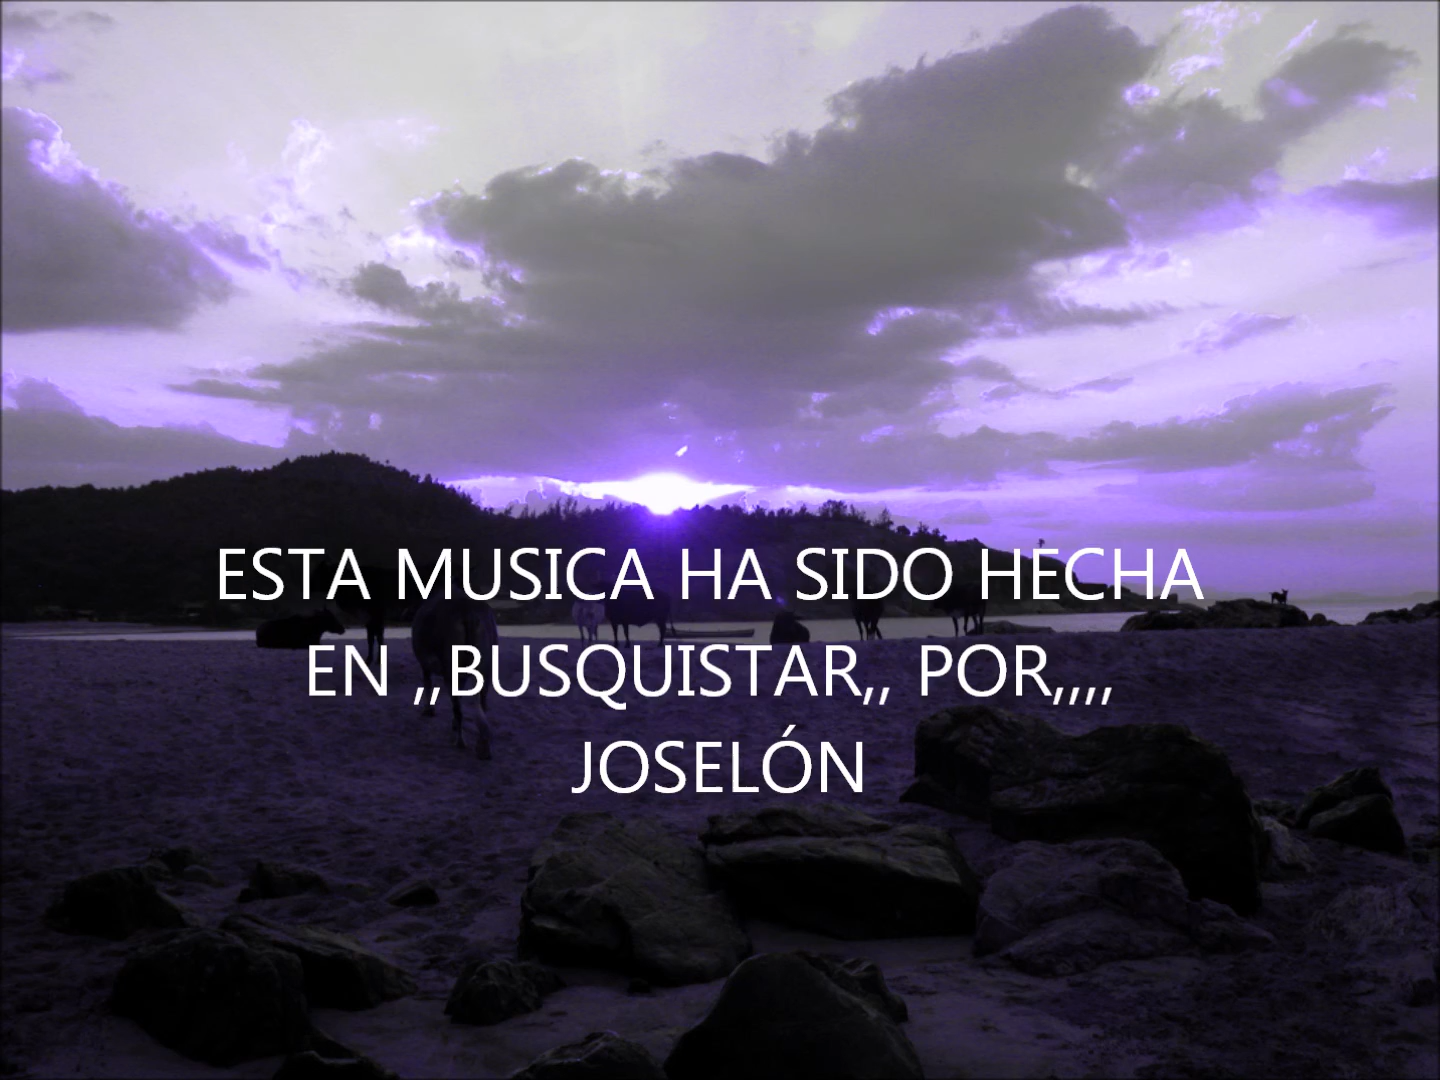 ESTA MUSICA HA SIDO HECHA
EN ,,BUSQUISTAR,, POR,,,,
JOSELÓN